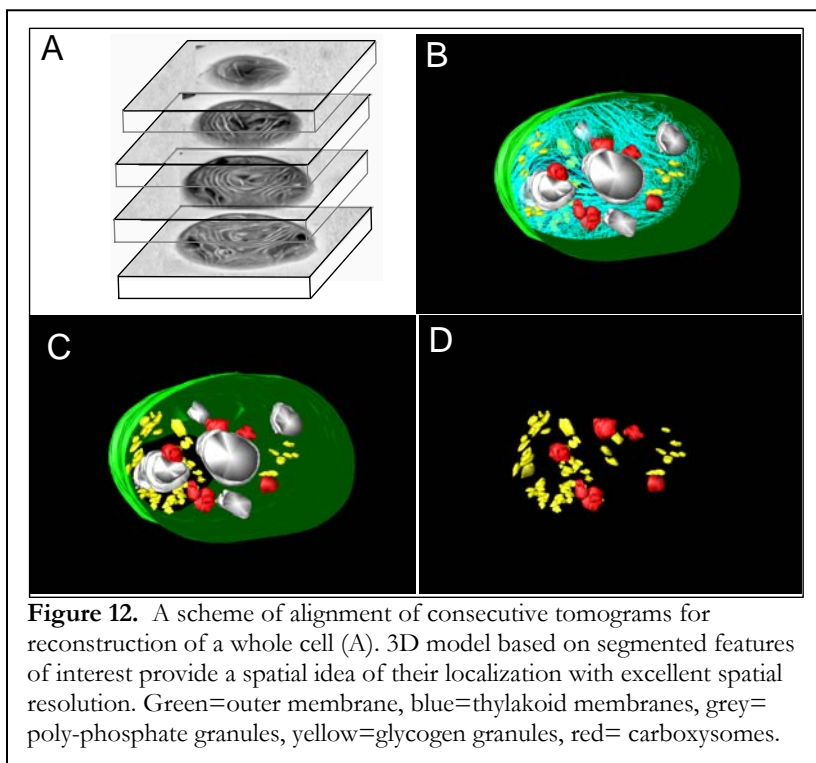 A
B
C
D
Figure 12. A scheme of alignment of consecutive tomograms for
reconstruction of a whole cell (A). 3D model based on segmented features
of interest provide a spatial idea of their localization with excellent spatial
resolution. Green=outer membrane, blue=thylakoid membranes, grey=
poly-phosphate granules, yellow=glycogen granules, red= carboxysomes.